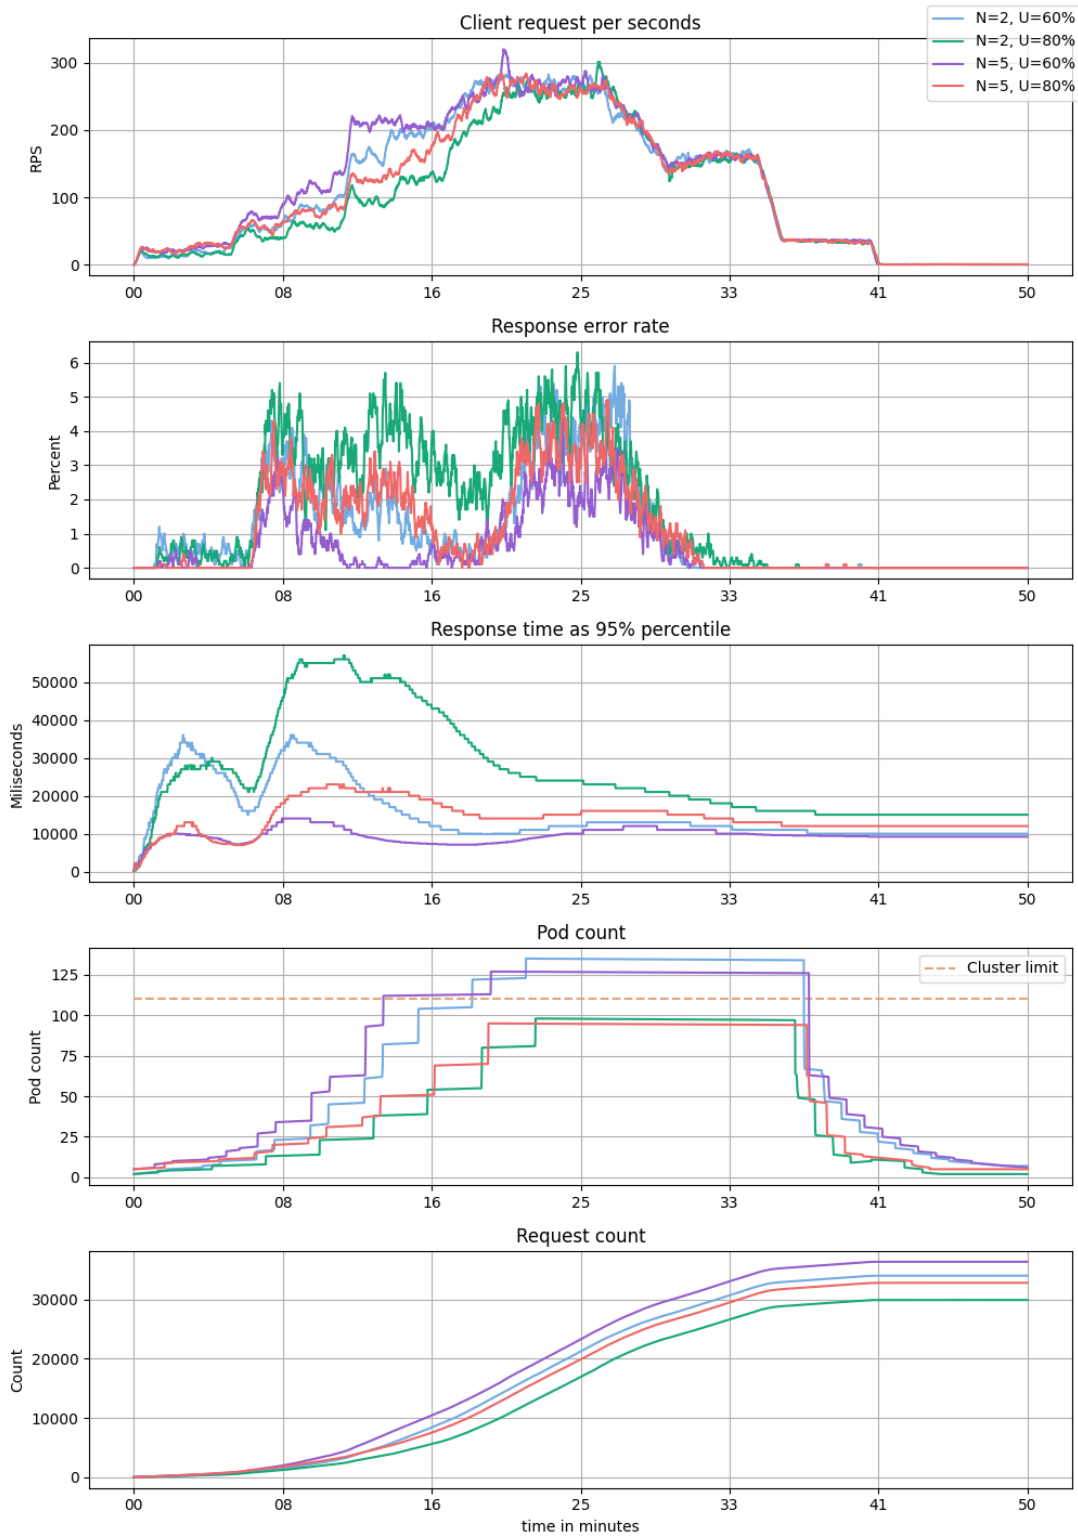 Client request per seconds
N=2, U=60%
N=2, U=80%
N=5, U=60%
N=5, U=80%
300
200
100
0
RPS
00 08 16 25 33 41 50
Response error rate
6
5
4
3
2
1
0
Percent
00 08 16 25 33 41 50
Response time as 95% percentile
50000
40000
30000
20000
10000
0
Miliseconds
00 08 16 25 33 41 50
Pod count
Cluster limit
125
100
75
50
25
0
Pod count
00 08 16 25 33 41 50
Request count
30000
20000
10000
0
Count
00 08 16 25 33 41 50
time in minutes